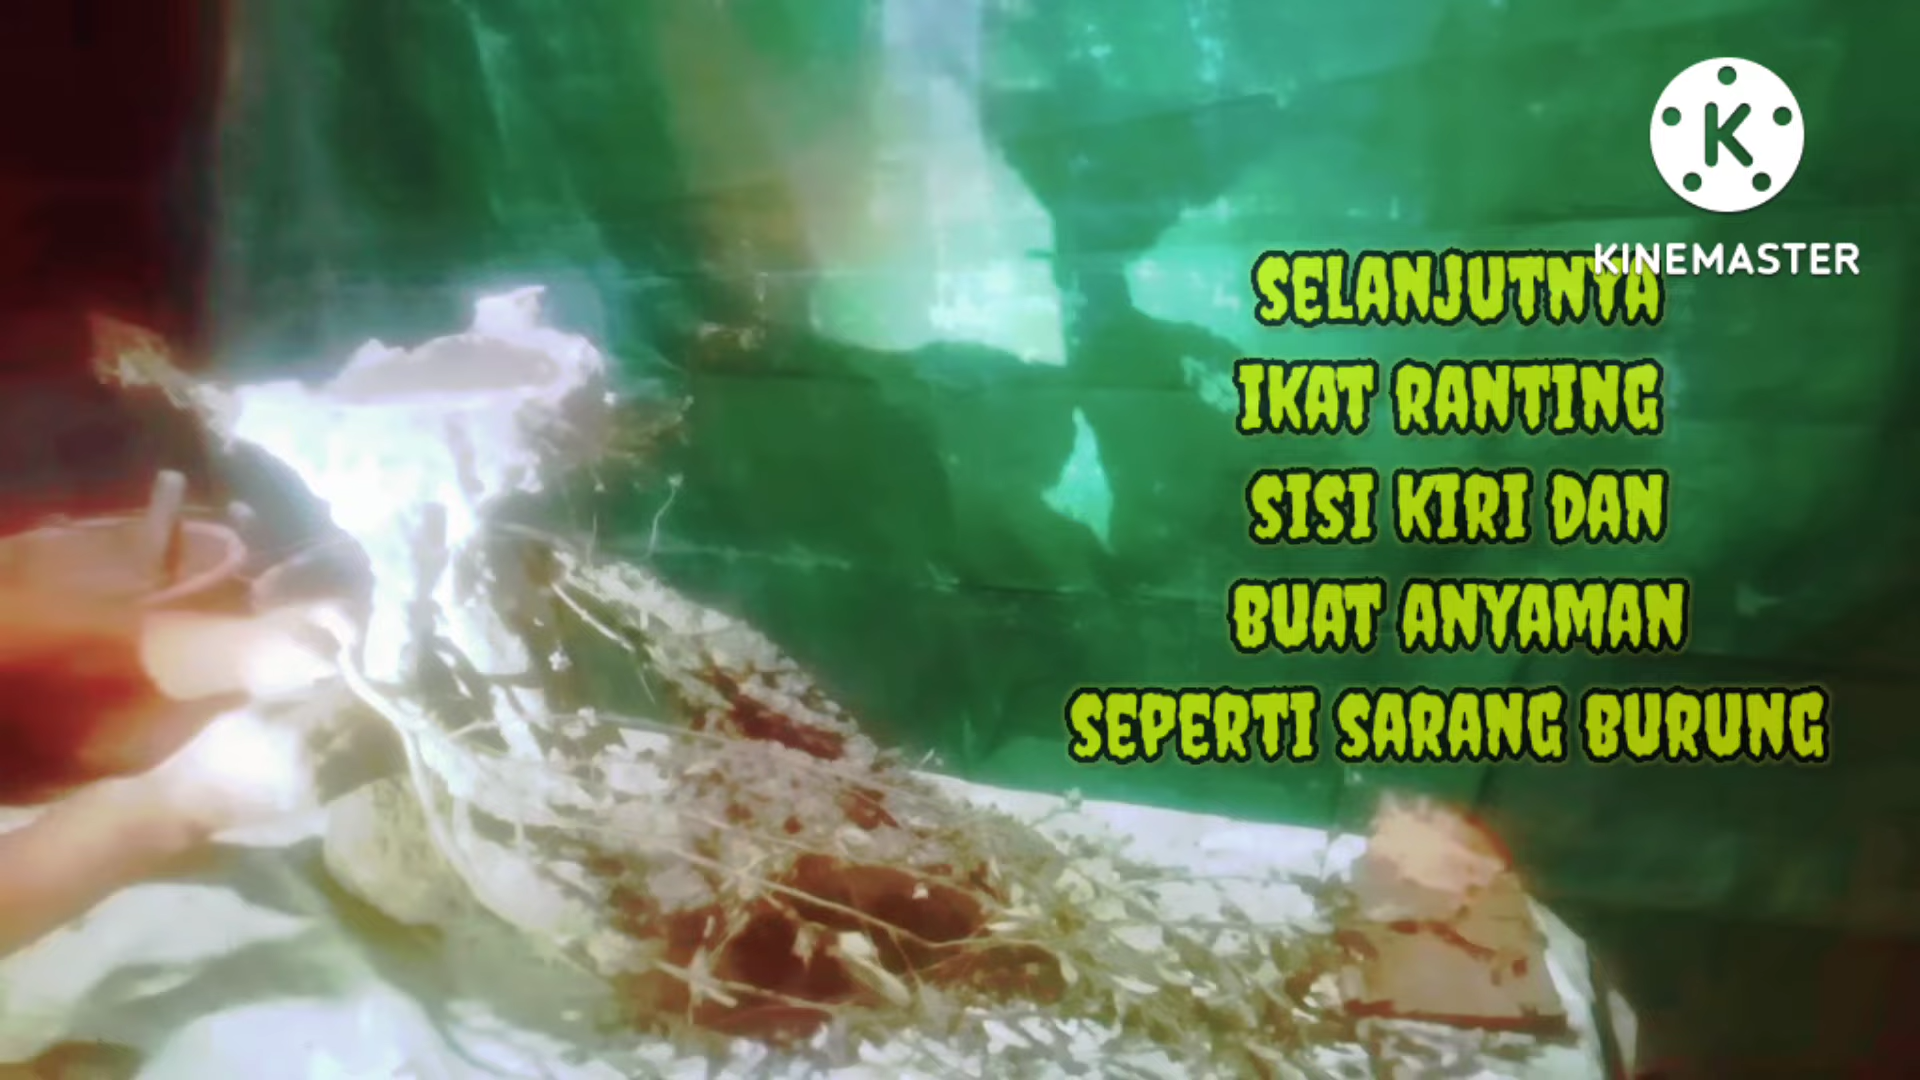 K
KINEMASTER
SELANJUTNYA
IKAT RANTING
SISI KIRI DAN
BUAT ANYAMAN
SEPERTI SARANG BURUNG